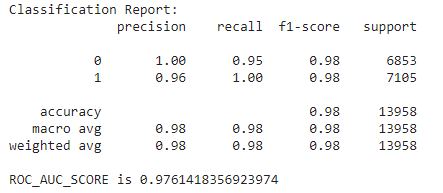 Classification Report:
precision recall f1-score support
0 1.00 0.95 0.98 6853
1 0.96 1.00 0.98 7105
accuracy 0.98 13958
macro avg 0.98 0.98 0.98 13958
weighted avg 0.98 0.98 0.98 13958
ROC_AUC_SCORE is 0.9761418356923974